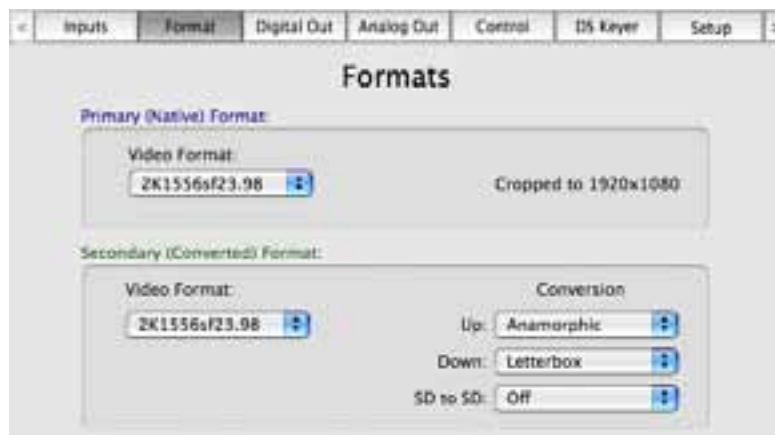 Inputs Format Digital Out Analog Out Control DS Keyer Setup
Formats
Primary (Native) Format:
Video Format:
2K1556sf23.98 Cropped to 1920x1080
Secondary (Converted) Format:
Video Format: Conversion
2K1556sf23.98 Up: Anamorphic
Down: Letterbox
SD to SD: Off